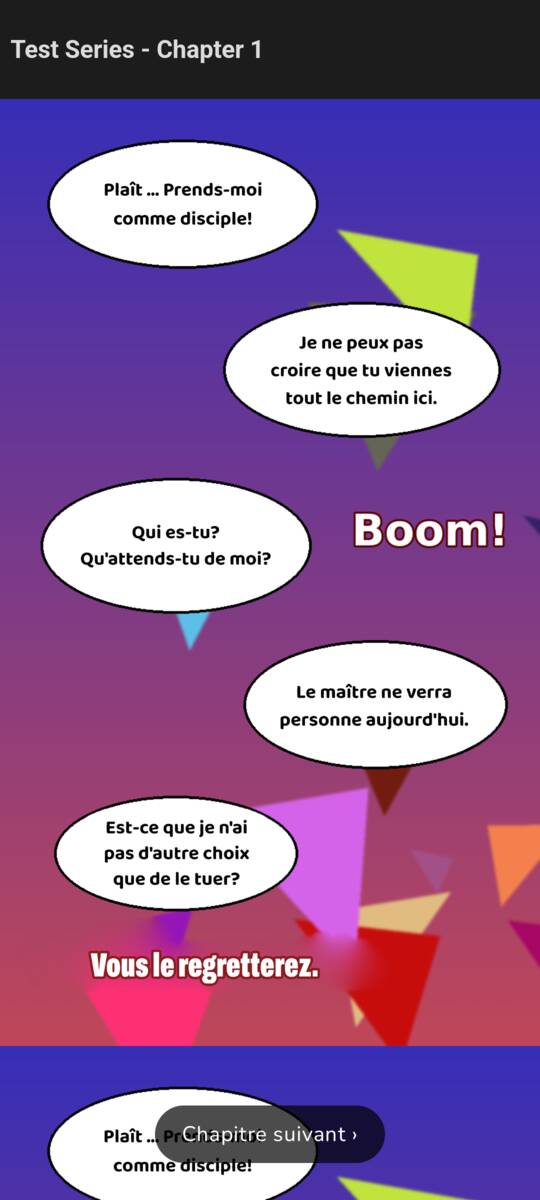 Test Series - Chapter 1
Plaît ... Prends-moi
comme disciple!
Je ne peux pas
croire que tu viennes
tout le chemin ici.
Qui es-tu?
Qu'attends-tu de moi?
Boom!
Le maître ne verra
personne aujourd'hui.
Est-ce que je n'ai
pas d'autre choix
que de le tuer?
Vous le regretterez.
Plaît ...
Chapitre suivant ›
comme disciple!